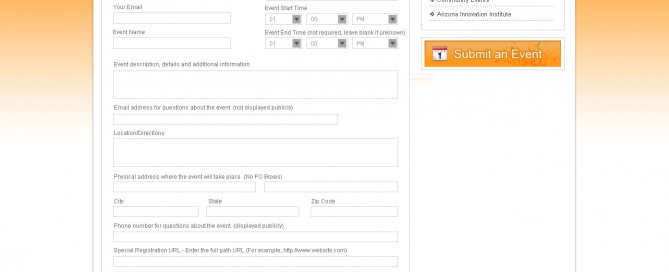 Community Events
Your Email
Event Start Time
01 00 PM
Arizona Innovation Institute
Event Name
Event End Time (not required, leave blank if unknown)
01 00 PM
Submit an Event
1
Event description, details and additional information
Email address for questions about the event. (not displayed publicly)
Location/Directions
Physical address where the event will take place. (No PO Boxes)
City State Zip Code
Phone number for questions about the event. (displayed publicly)
Special Registration URL - Enter the full path URL (For example, http://www.website.com)